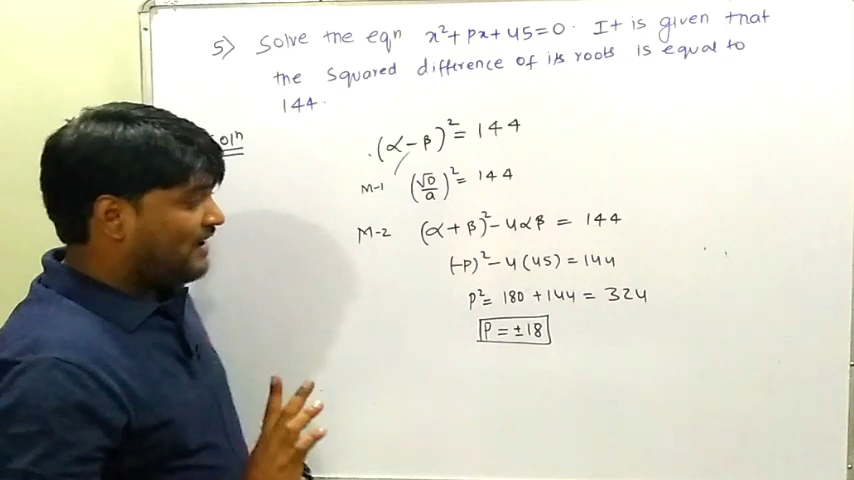 5) Solve the eqn x²+px+45=0. It is given that
the squared difference of its roots is equal to
144.
olⁿ
(α-β)²=144
M-1 (√D/a)²=144
M-2 (α+β)²-4αβ = 144
(-p)²-4(45)=144
p²= 180+144= 324
P=±18